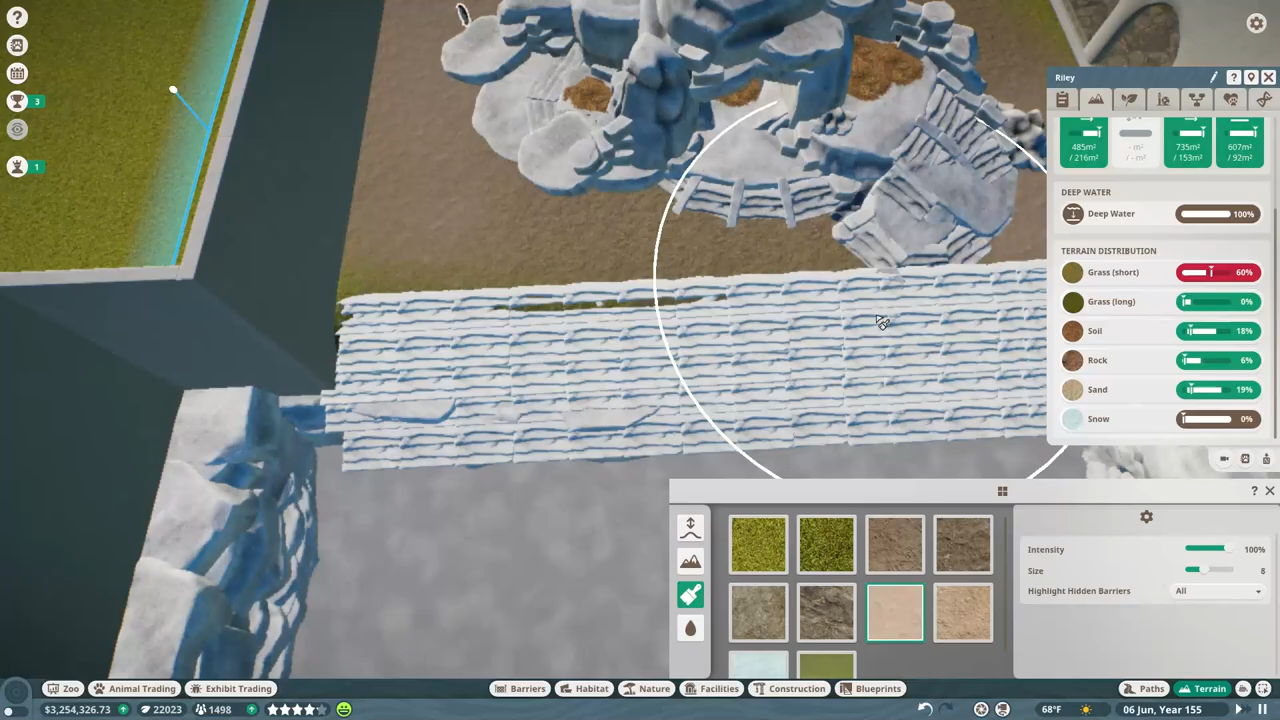 3
1
Riley
485m²
/ 216m²
- m²
/ - m²
735m²
/ 153m²
607m²
/ 92m²
DEEP WATER
Deep Water 100%
TERRAIN DISTRIBUTION
Grass (short) 60%
Grass (long) 0%
Soil 18%
Rock 6%
Sand 19%
Snow 0%
Intensity 100%
Size 8
Highlight Hidden Barriers All
Zoo Animal Trading Exhibit Trading Barriers Habitat Nature Facilities Construction Blueprints Paths Terrain
$3,254,326.73 22023 1498 68°F 06 Jun, Year 155